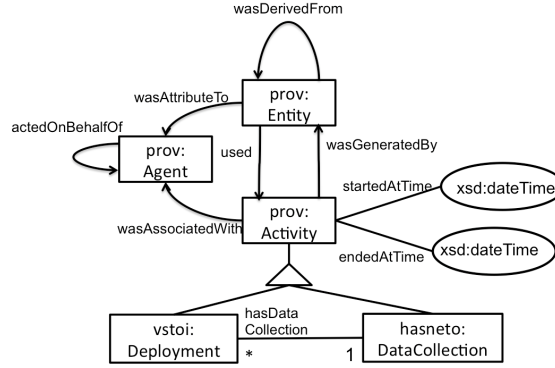 wasDerivedFrom
prov:
Entity
wasAttributeTo
actedOnBehalfOf
prov:
Agent
used
wasGeneratedBy
startedAtTime
xsd:dateTime
wasAssociatedWith
prov:
Activity
endedAtTime
xsd:dateTime
vstoi:
Deployment
hasData
Collection
*
1
hasneto:
DataCollection